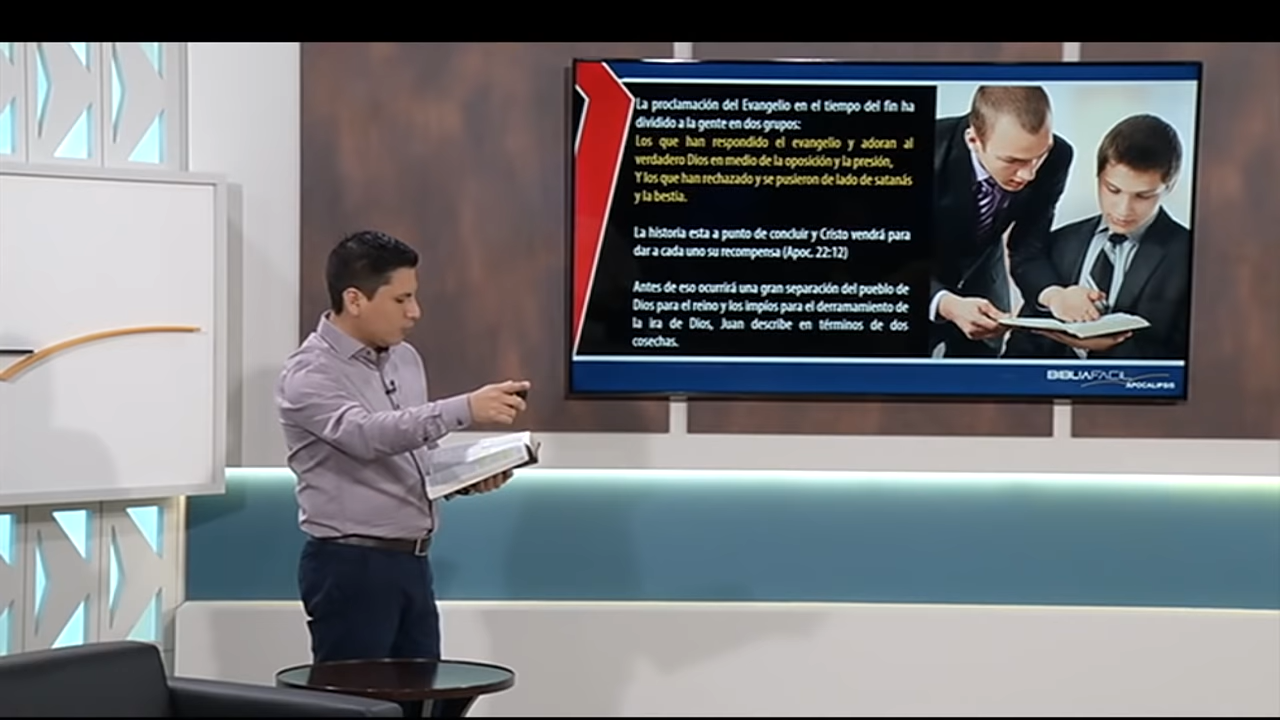 La proclamación del Evangelio en el tiempo del fin ha
dividido a la gente en dos grupos:
Los que han respondido el evangelio y adoran al
verdadero Dios en medio de la oposición y la presión,
Y los que han rechazado y se pusieron de lado de satanás
y la bestia.
La historia esta a punto de concluir y Cristo vendrá para
dar a cada uno su recompensa (Apoc. 22:12)
Antes de eso ocurrirá una gran separación del pueblo de
Dios para el reino y los impíos para el derramamiento de
la ira de Dios, Juan describe en términos de dos
cosechas.
BIBLIAFACIL
APOCALIPSIS